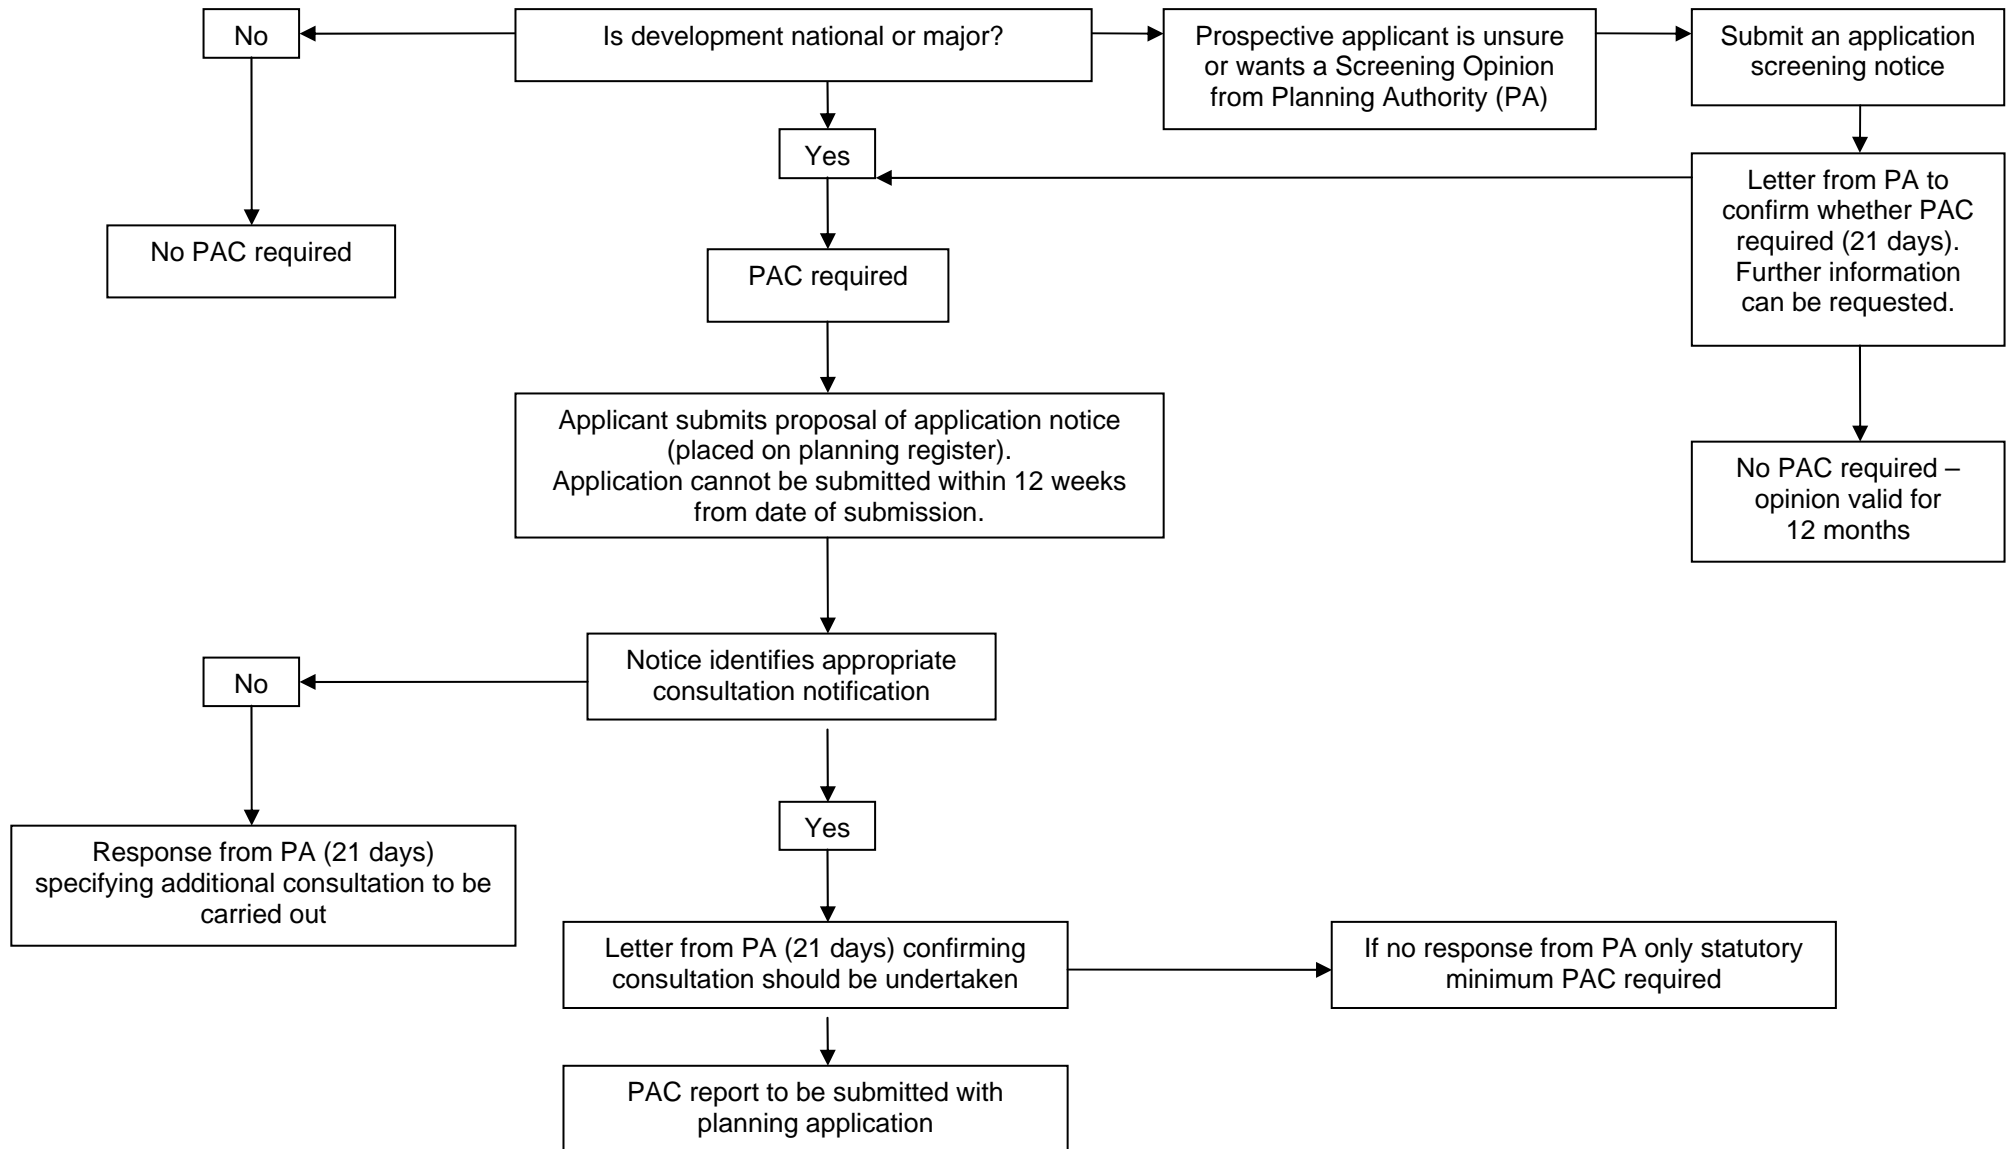 No
Is development national or major?
Prospective applicant is unsure
or wants a Screening Opinion
from Planning Authority (PA)
Submit an application
screening notice
Yes
Letter from PA to
confirm whether PAC
required (21 days).
Further information
can be requested.
No PAC required
PAC required
Applicant submits proposal of application notice
(placed on planning register).
Application cannot be submitted within 12 weeks
from date of submission.
No PAC required –
opinion valid for
12 months
No
Notice identifies appropriate
consultation notification
Yes
Response from PA (21 days)
specifying additional consultation to be
carried out
Letter from PA (21 days) confirming
consultation should be undertaken
If no response from PA only statutory
minimum PAC required
PAC report to be submitted with
planning application